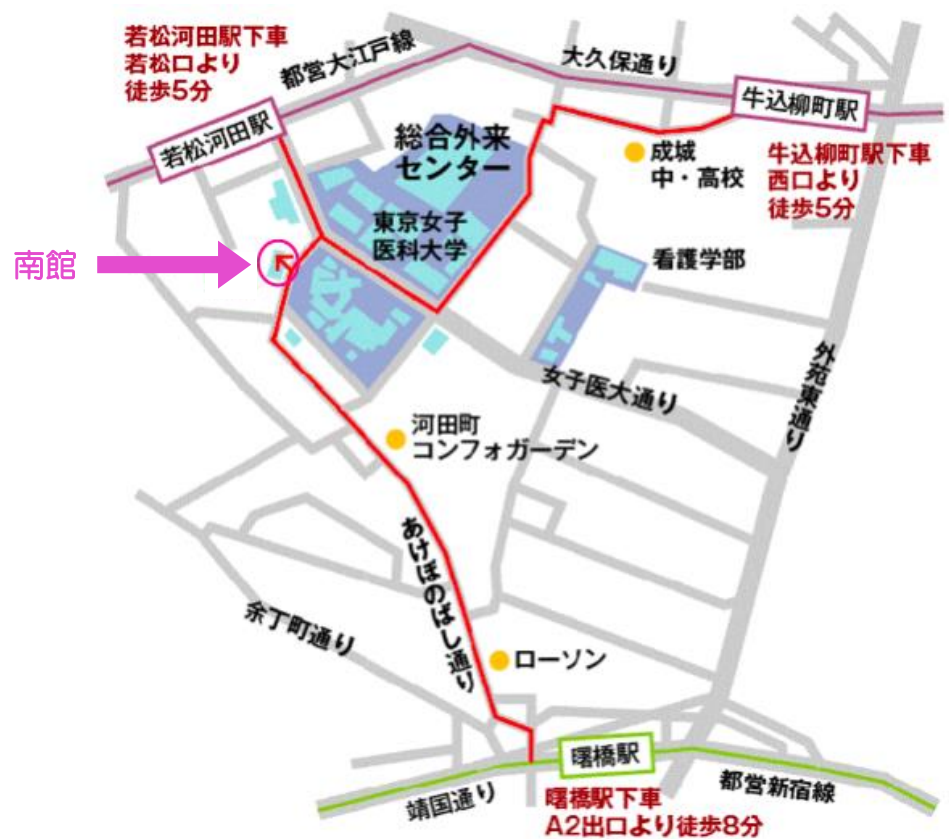 若松河田駅下車
若松口より
徒歩5分
都営大江戸線
大久保通り
牛込柳町駅
若松河田駅
総合外来
センター
成城
中・高校
牛込柳町駅下車
西口より
徒歩5分
東京女子
医科大学
南館
看護学部
外苑東通り
女子医大通り
河田町
コンフォガーデン
あけぼのばし通り
余丁町通り
ローソン
曙橋駅
都営新宿線
靖国通り
曙橋駅下車
A2出口より徒歩8分